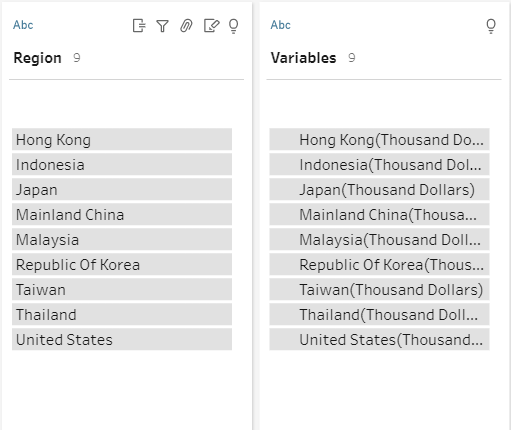 Abc
Region 9
Hong Kong
Indonesia
Japan
Mainland China
Malaysia
Republic Of Korea
Taiwan
Thailand
United States
Abc
Variables 9
Hong Kong(Thousand Do...
Indonesia(Thousand Dol...
Japan(Thousand Dollars)
Mainland China(Thousa...
Malaysia(Thousand Doll...
Republic Of Korea(Thous...
Taiwan(Thousand Dollars)
Thailand(Thousand Doll...
United States(Thousand...